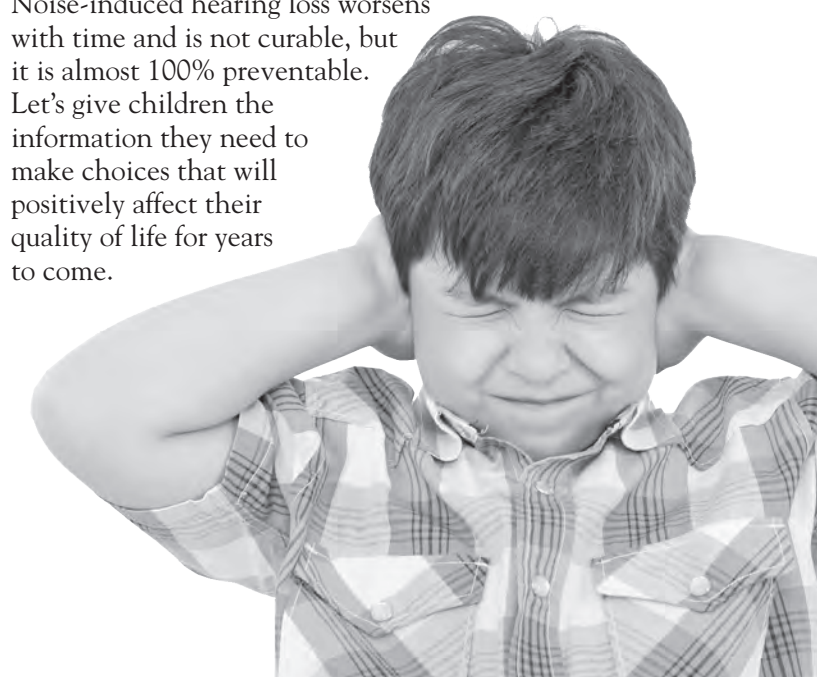 Noise-induced hearing loss worsens
with time and is not curable, but
it is almost 100% preventable.
Let's give children the
information they need to
make choices that will
positively affect their
quality of life for years
to come.